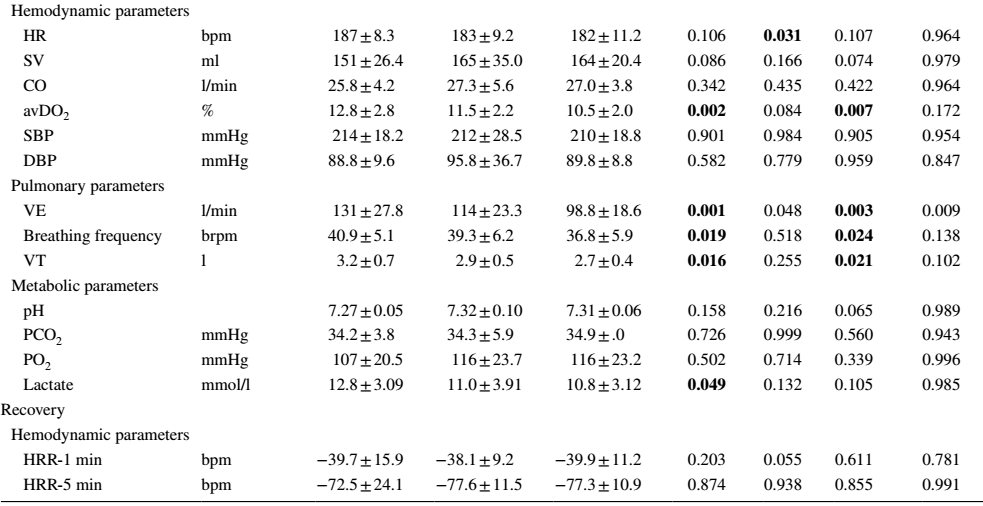 Hemodynamic parameters
HR bpm 187 ± 8.3 183 ± 9.2 182 ± 11.2 0.106 0.031 0.107 0.964
SV ml 151 ± 26.4 165 ± 35.0 164 ± 20.4 0.086 0.166 0.074 0.979
CO l/min 25.8 ± 4.2 27.3 ± 5.6 27.0 ± 3.8 0.342 0.435 0.422 0.964
avDO₂ % 12.8 ± 2.8 11.5 ± 2.2 10.5 ± 2.0 0.002 0.084 0.007 0.172
SBP mmHg 214 ± 18.2 212 ± 28.5 210 ± 18.8 0.901 0.984 0.905 0.954
DBP mmHg 88.8 ± 9.6 95.8 ± 36.7 89.8 ± 8.8 0.582 0.779 0.959 0.847
Pulmonary parameters
VE l/min 131 ± 27.8 114 ± 23.3 98.8 ± 18.6 0.001 0.048 0.003 0.009
Breathing frequency brpm 40.9 ± 5.1 39.3 ± 6.2 36.8 ± 5.9 0.019 0.518 0.024 0.138
VT l 3.2 ± 0.7 2.9 ± 0.5 2.7 ± 0.4 0.016 0.255 0.021 0.102
Metabolic parameters
pH 7.27 ± 0.05 7.32 ± 0.10 7.31 ± 0.06 0.158 0.216 0.065 0.989
PCO₂ mmHg 34.2 ± 3.8 34.3 ± 5.9 34.9 ± .0 0.726 0.999 0.560 0.943
PO₂ mmHg 107 ± 20.5 116 ± 23.7 116 ± 23.2 0.502 0.714 0.339 0.996
Lactate mmol/l 12.8 ± 3.09 11.0 ± 3.91 10.8 ± 3.12 0.049 0.132 0.105 0.985
Recovery
Hemodynamic parameters
HRR-1 min bpm −39.7 ± 15.9 −38.1 ± 9.2 −39.9 ± 11.2 0.203 0.055 0.611 0.781
HRR-5 min bpm −72.5 ± 24.1 −77.6 ± 11.5 −77.3 ± 10.9 0.874 0.938 0.855 0.991